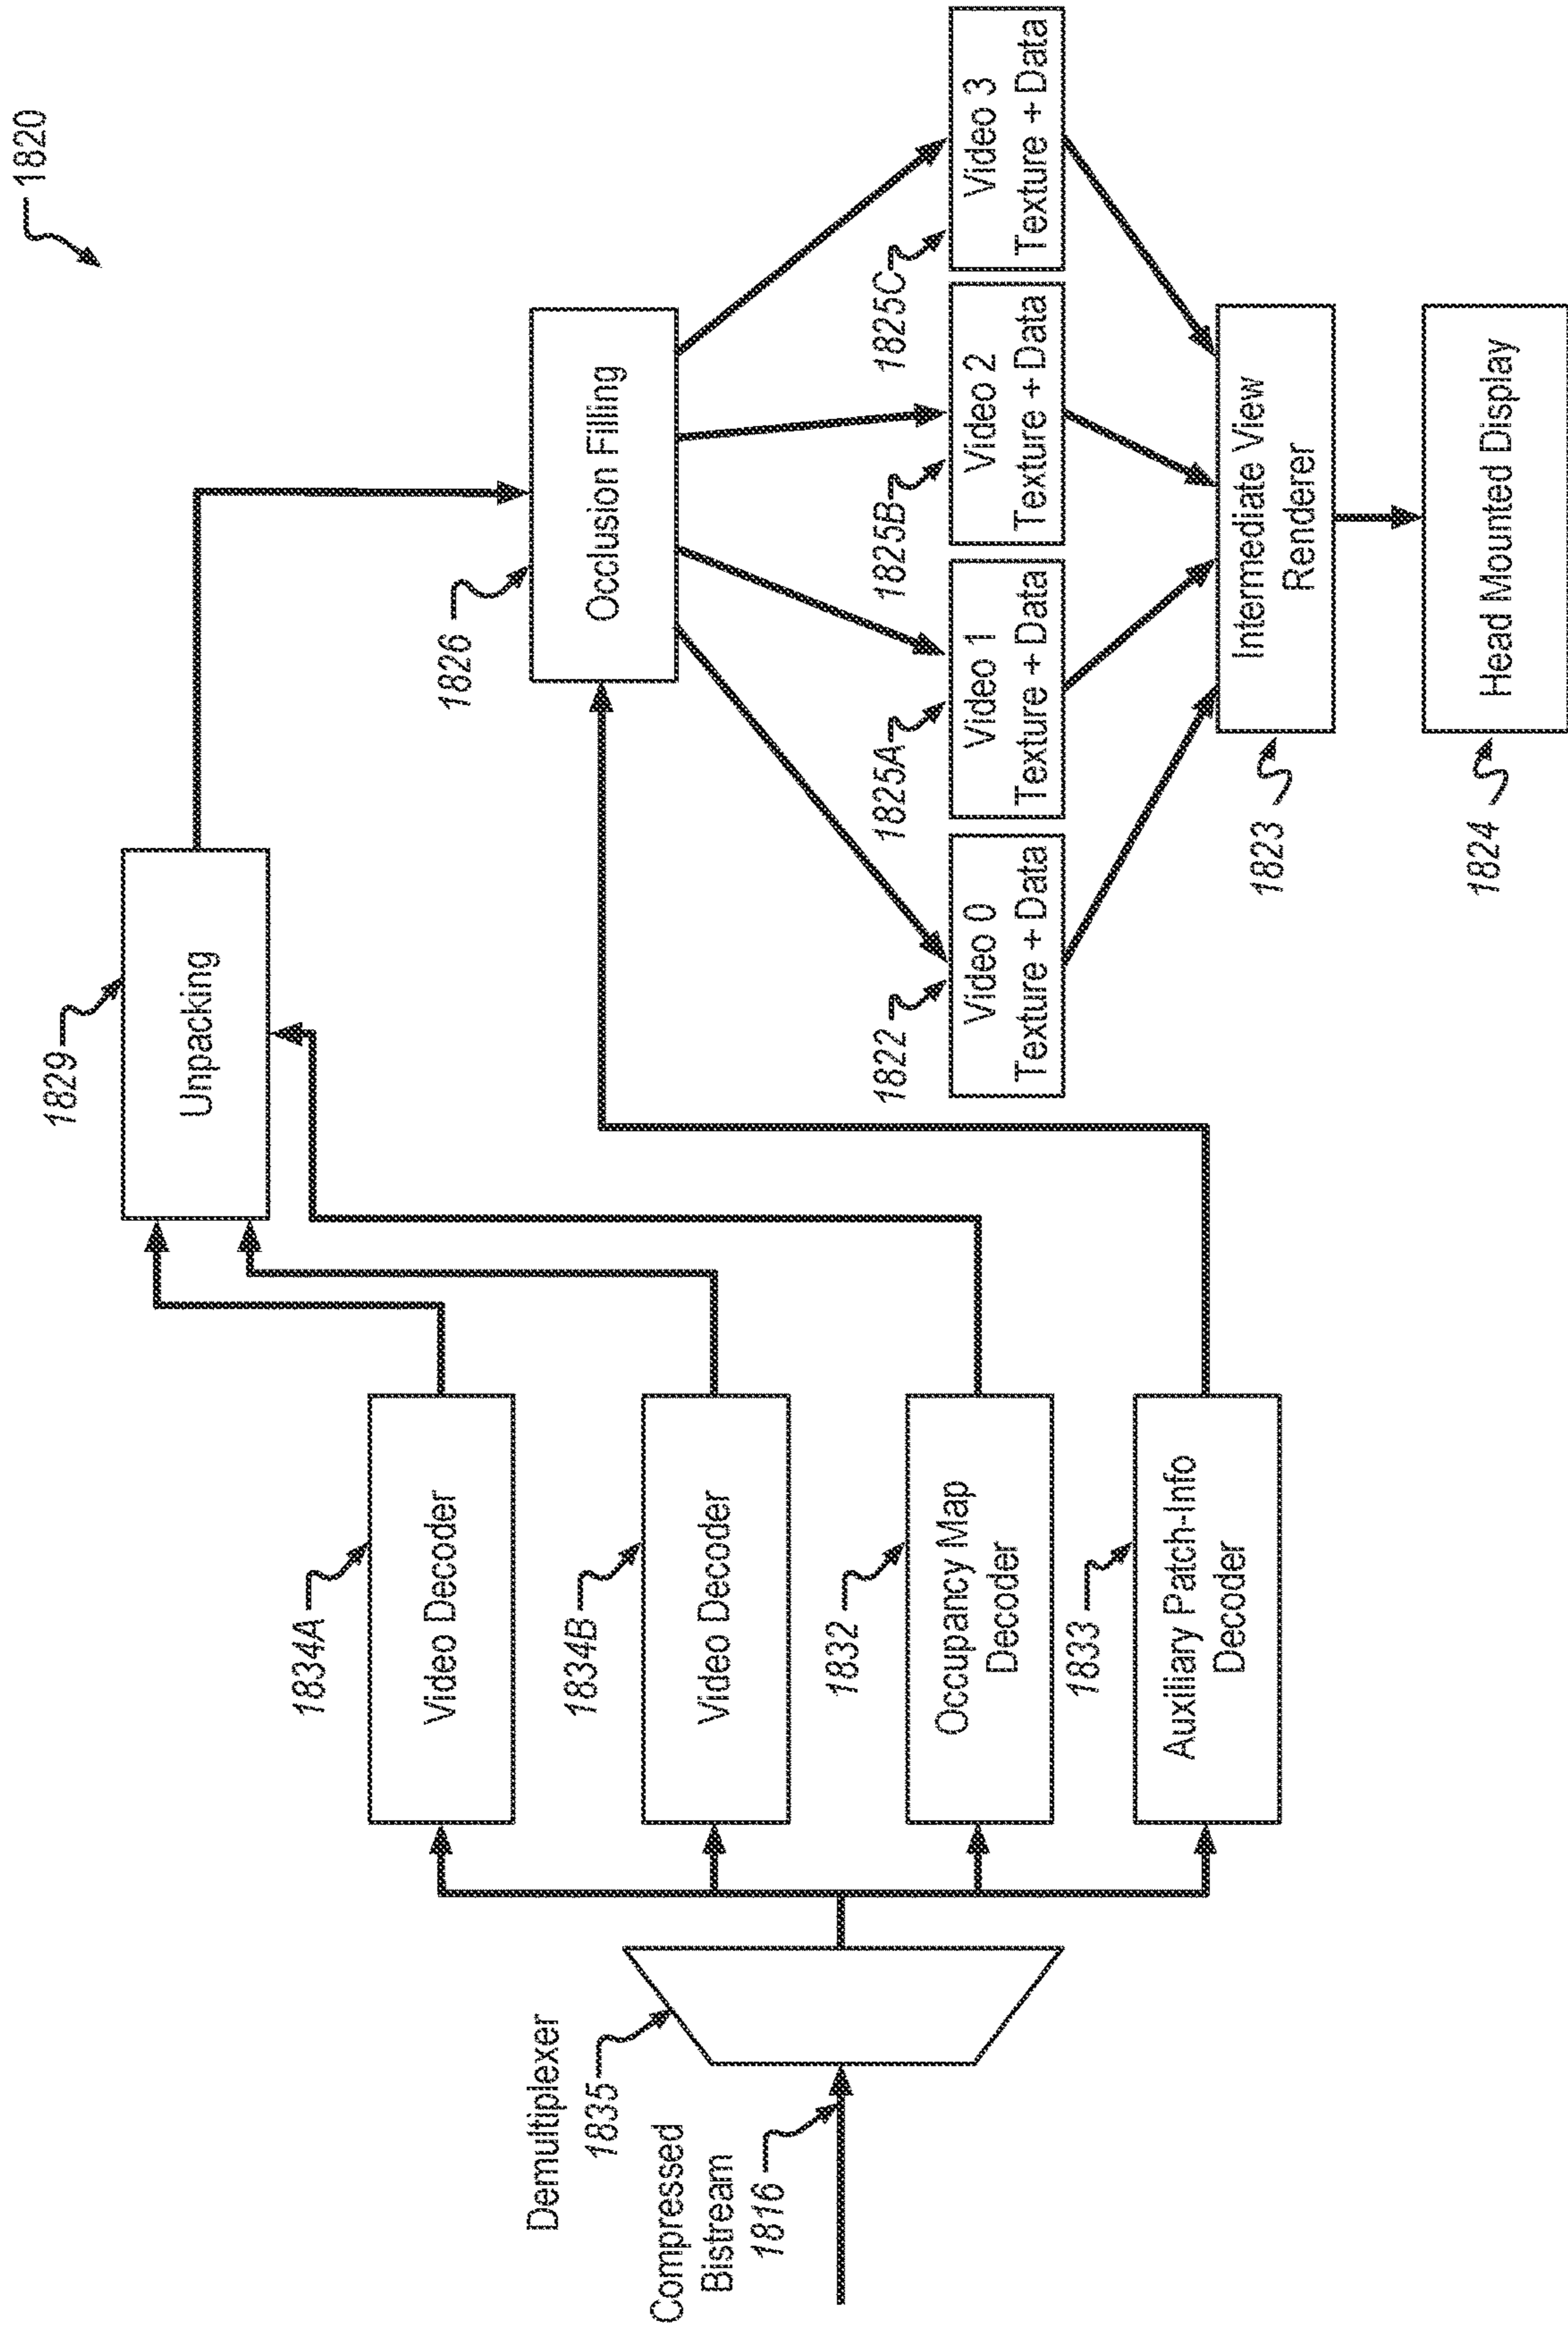 1820
Demultiplexer
1835
Compressed
Bistream
1816
1834A
Video Decoder
1834B
Video Decoder
1832
Occupancy Map
Decoder
1833
Auxiliary Patch-Info
Decoder
1829
Unpacking
1826
Occlusion Filling
1822
Video 0
Texture + Data
1825A
Video 1
Texture + Data
1825B
Video 2
Texture + Data
1825C
Video 3
Texture + Data
1823
Intermediate View
Renderer
1824
Head Mounted Display